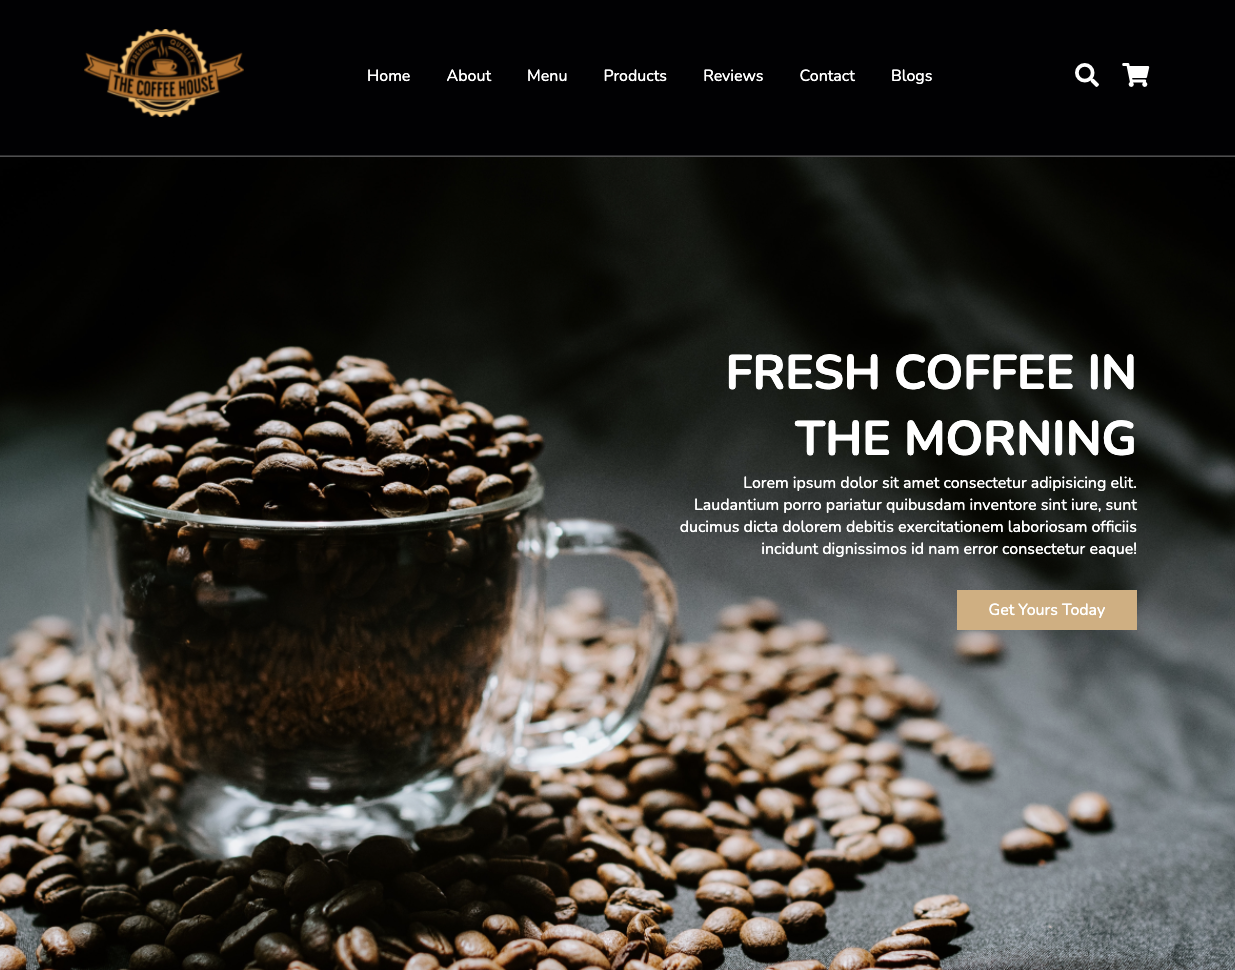 PREMIUM QUALITY
THE COFFEE HOUSE
Home About Menu Products Reviews Contact Blogs
FRESH COFFEE IN
THE MORNING
Lorem ipsum dolor sit amet consectetur adipisicing elit.
Laudantium porro pariatur quibusdam inventore sint iure, sunt
ducimus dicta dolorem debitis exercitationem laboriosam officiis
incidunt dignissimos id nam error consectetur eaque!
Get Yours Today